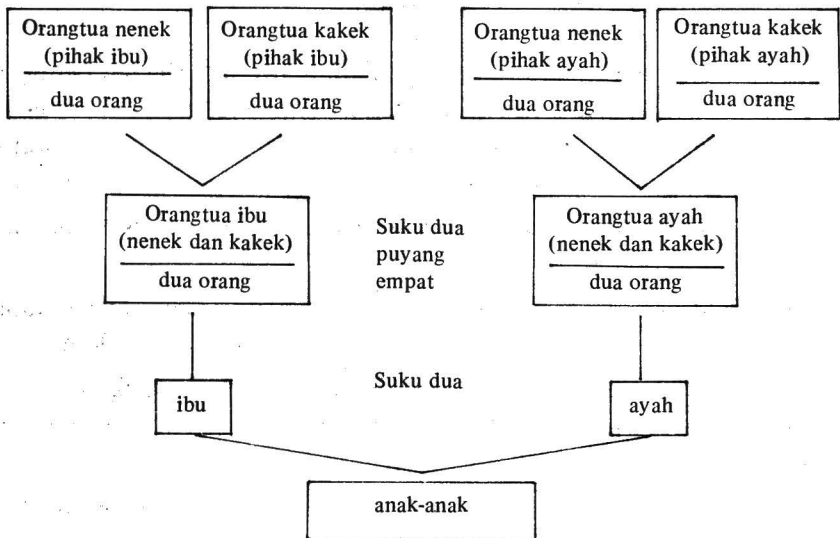 Orangtua nenek
(pihak ibu)
dua orang
Orangtua kakek
(pihak ibu)
dua orang
Orangtua nenek
(pihak ayah)
dua orang
Orangtua kakek
(pihak ayah)
dua orang
Orangtua ibu
(nenek dan kakek)
dua orang
Suku dua
puyang
empat
Orangtua ayah
(nenek dan kakek)
dua orang
ibu
Suku dua
ayah
anak-anak